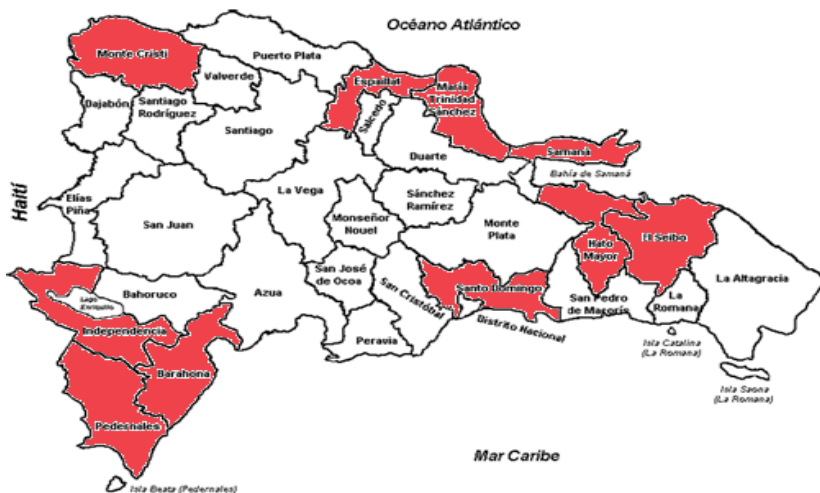 Océano Atlántico
Monte Cristi
Puerto Plata
Valverde
Espaillat
María
Trinidad
Sánchez
Dajabón
Santiago
Rodríguez
Salcedo
Santiago
Duarte
Samaná
Bahía de Samaná
Haití
Elías
Piña
La Vega
Sánchez
Ramírez
San Juan
Monseñor
Nouel
Monte
Plata
Hato
Mayor
El Seibo
La Altagracia
San José
de Ocoa
Bahoruco
Azua
San Cristóbal
Santo Domingo
Lago
Enriquillo
San Pedro
de Macorís
La
Romana
Independencia
Distrito Nacional
Peravia
Isla Catalina
(La Romana)
Barahona
Isla Saona
(La Romana)
Pedernales
Mar Caribe
Isla Beata (Pedernales)